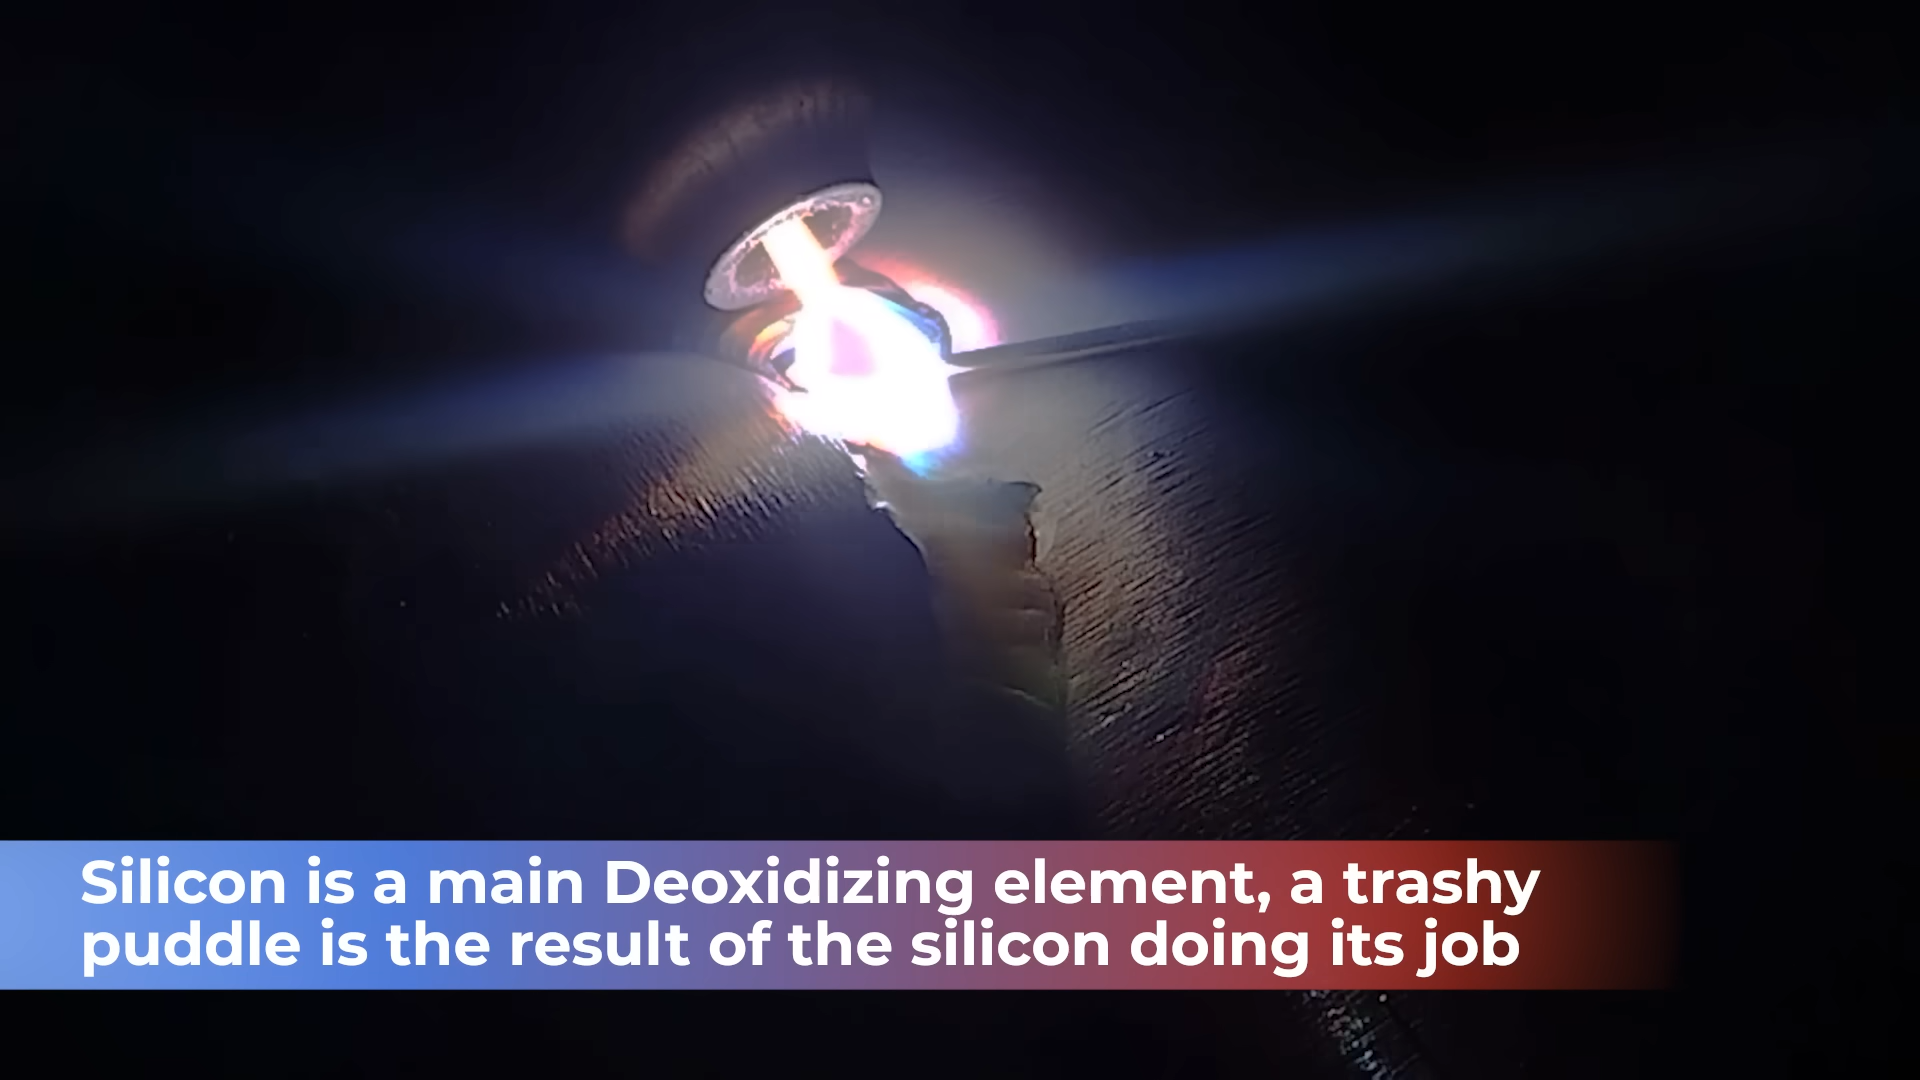 Silicon is a main Deoxidizing element, a trashy
puddle is the result of the silicon doing its job